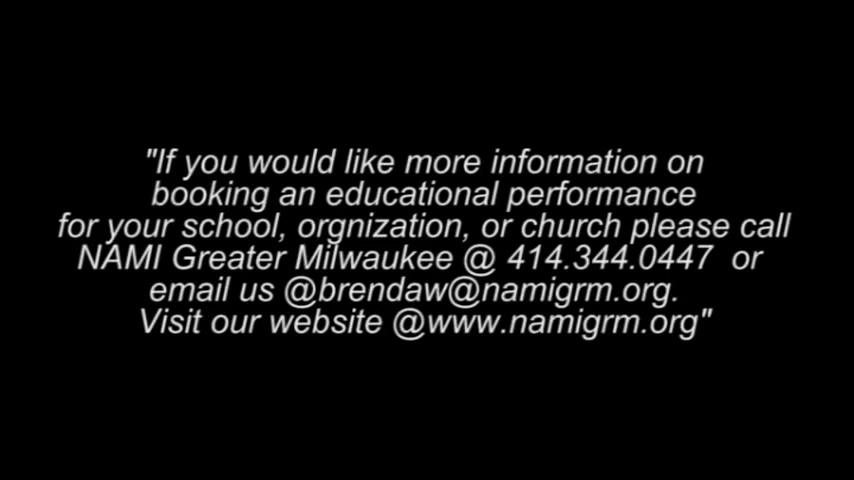 "If you would like more information on
booking an educational performance
for your school, orgnization, or church please call
NAMI Greater Milwaukee @ 414.344.0447 or
email us @brendaw@namigrm.org.
Visit our website @www.namigrm.org"